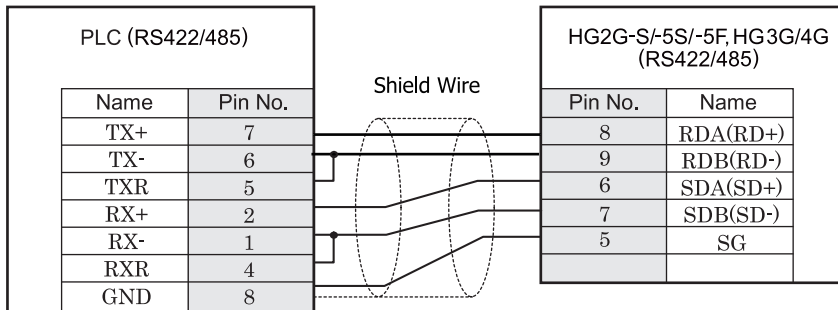 PLC (RS422/485)
Name Pin No.
TX+ 7
TX- 6
TXR 5
RX+ 2
RX- 1
RXR 4
GND 8
Shield Wire
HG2G-S/-5S/-5F, HG3G/4G
(RS422/485)
Pin No. Name
8 RDA(RD+)
9 RDB(RD-)
6 SDA(SD+)
7 SDB(SD-)
5 SG